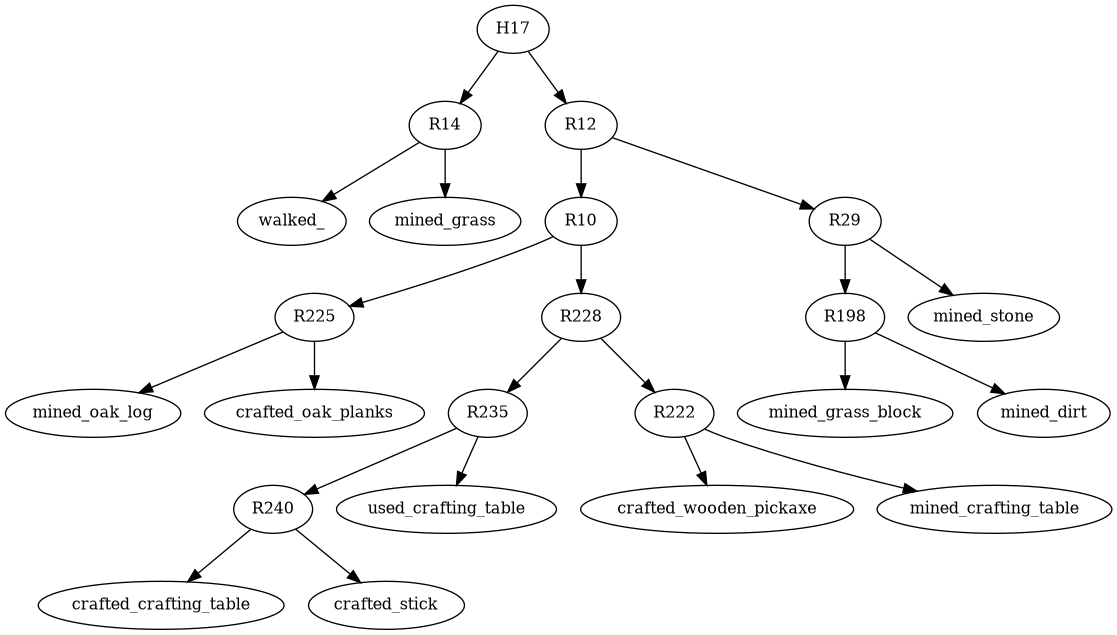 H17
R14
R12
walked_
mined_grass
R10
R29
R225
R228
R198
mined_stone
mined_oak_log
crafted_oak_planks
R235
R222
mined_grass_block
mined_dirt
R240
used_crafting_table
crafted_wooden_pickaxe
mined_crafting_table
crafted_crafting_table
crafted_stick